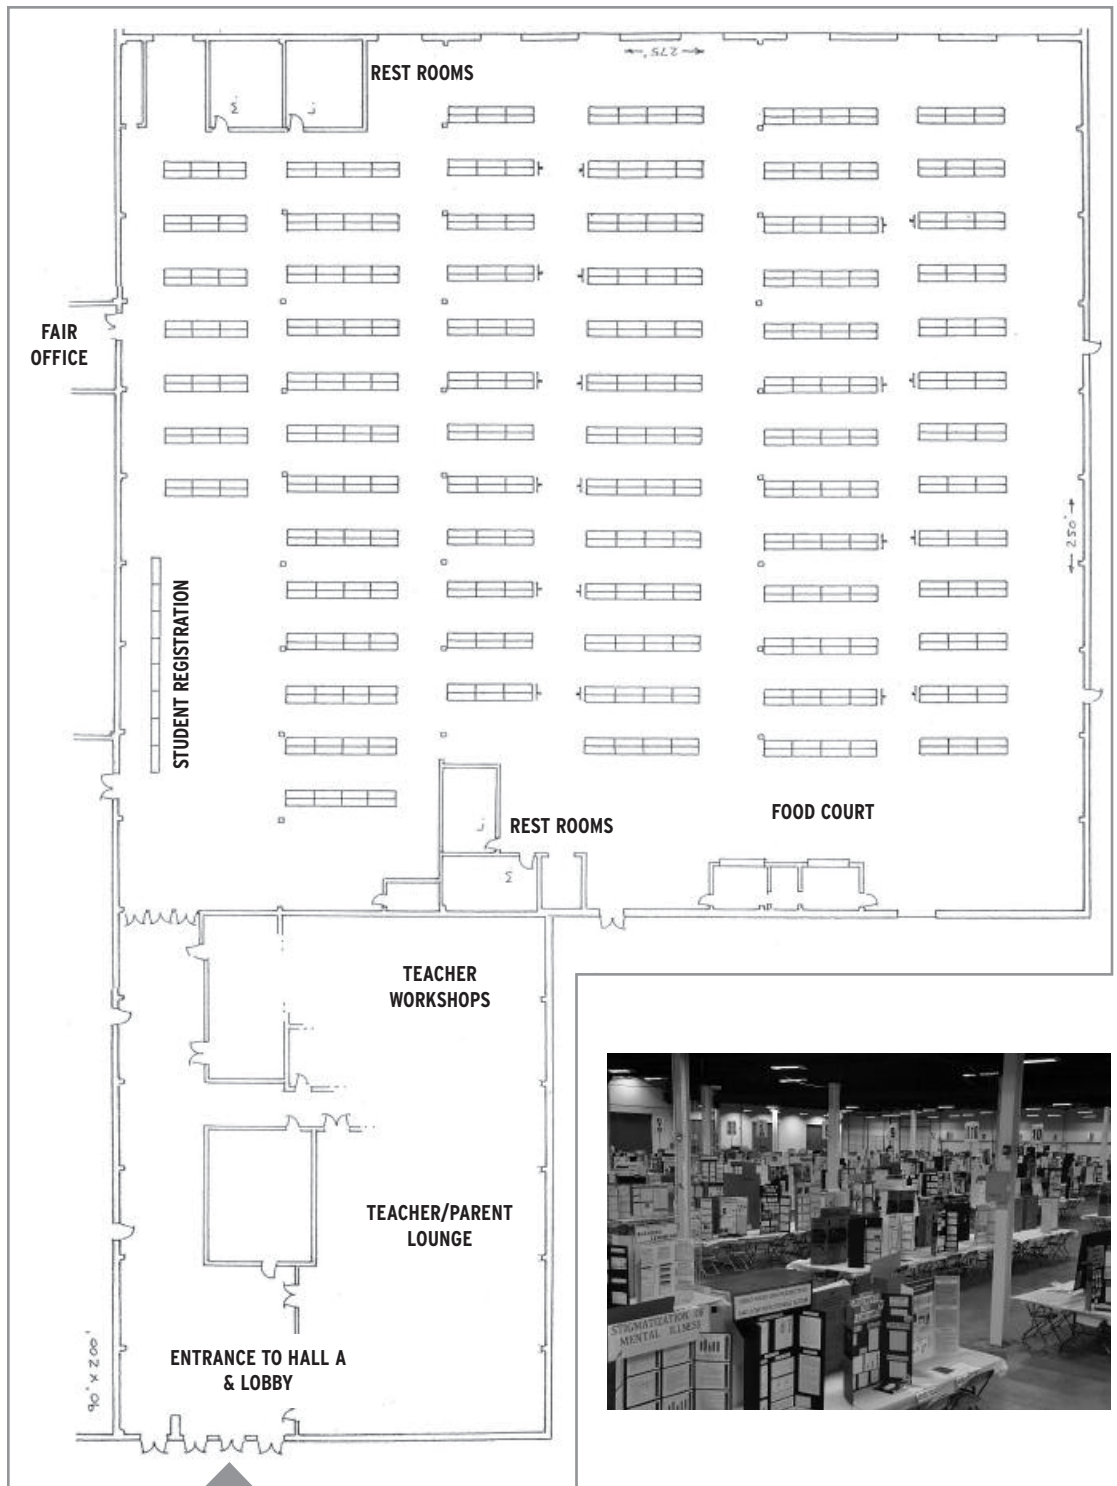 REST ROOMS
275'
FAIR
OFFICE
250'
STUDENT REGISTRATION
FOOD COURT
REST ROOMS
TEACHER
WORKSHOPS
TEACHER/PARENT
LOUNGE
ENTRANCE TO HALL A
& LOBBY
90' x 200'
STIGMATIZATION OF
MENTAL ILLNESS
10